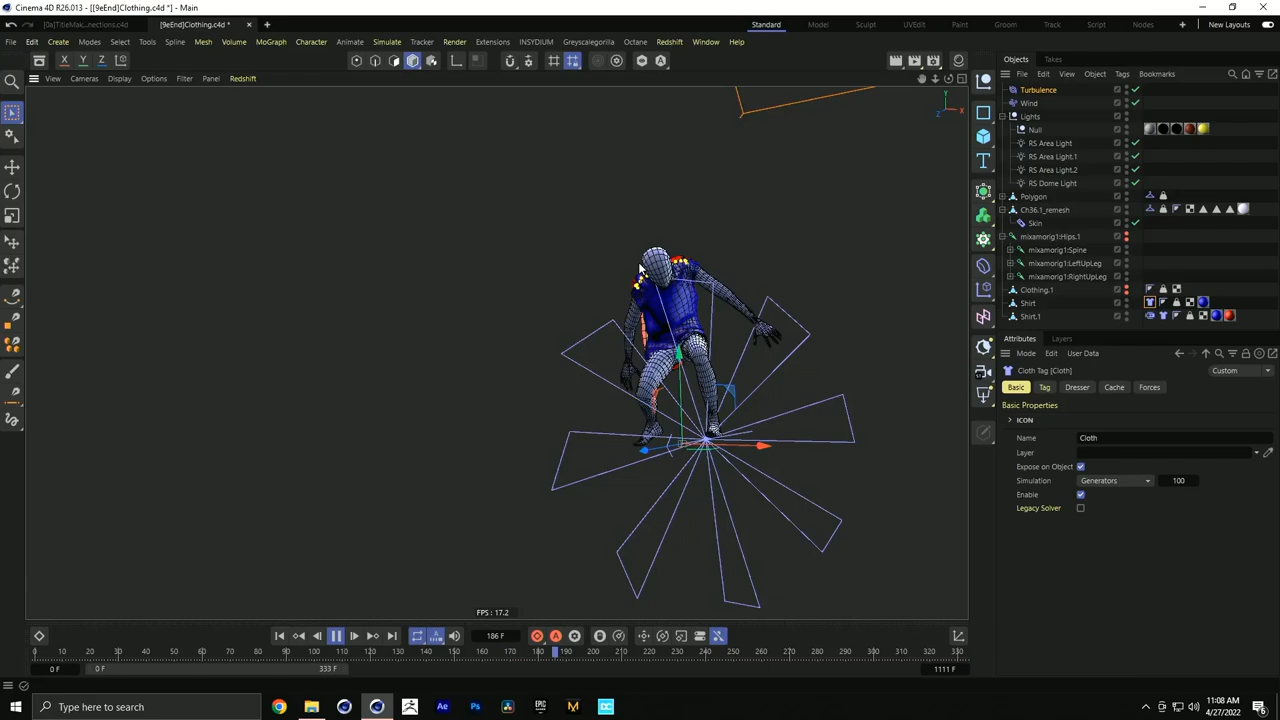 Cinema 4D R26.013 - [[9eEnd]Clothing.c4d *] - Main
[0a]TitleMak...nections.c4d [9eEnd]Clothing.c4d * Standard Model Sculpt UVEdit Paint Groom Track Script Nodes New Layouts
File Edit Create Modes Select Tools Spline Mesh Volume MoGraph Character Animate Simulate Tracker Render Extensions INSYDIUM Greyscalegorilla Octane Redshift Window Help
X Y Z Objects Takes
View Cameras Display Options Filter Panel Redshift File Edit View Object Tags Bookmarks
Turbulence
Wind
Lights
Null
RS Area Light
RS Area Light.1
RS Area Light.2
RS Dome Light
Polygon
Ch36.1_remesh
Skin
mixamorig1:Hips.1
mixamorig1:Spine
mixamorig1:LeftUpLeg
mixamorig1:RightUpLeg
Clothing.1
Shirt
Shirt.1
Y
Z X
Attributes Layers
Mode Edit User Data
Cloth Tag [Cloth] Custom
Basic Tag Dresser Cache Forces
Basic Properties
ICON
Name Cloth
Layer
Expose on Object
Simulation Generators 100
Enable
Legacy Solver
FPS : 17.2
186 F
0 10 20 30 40 50 60 70 80 90 100 110 120 130 140 150 160 170 180 190 200 210 220 230 240 250 260 270 280 290 300 310 320 330
0 F 0 F 333 F 1111 F
Type here to search Ae Ps EPIC M DC 11:08 AM
4/27/2022